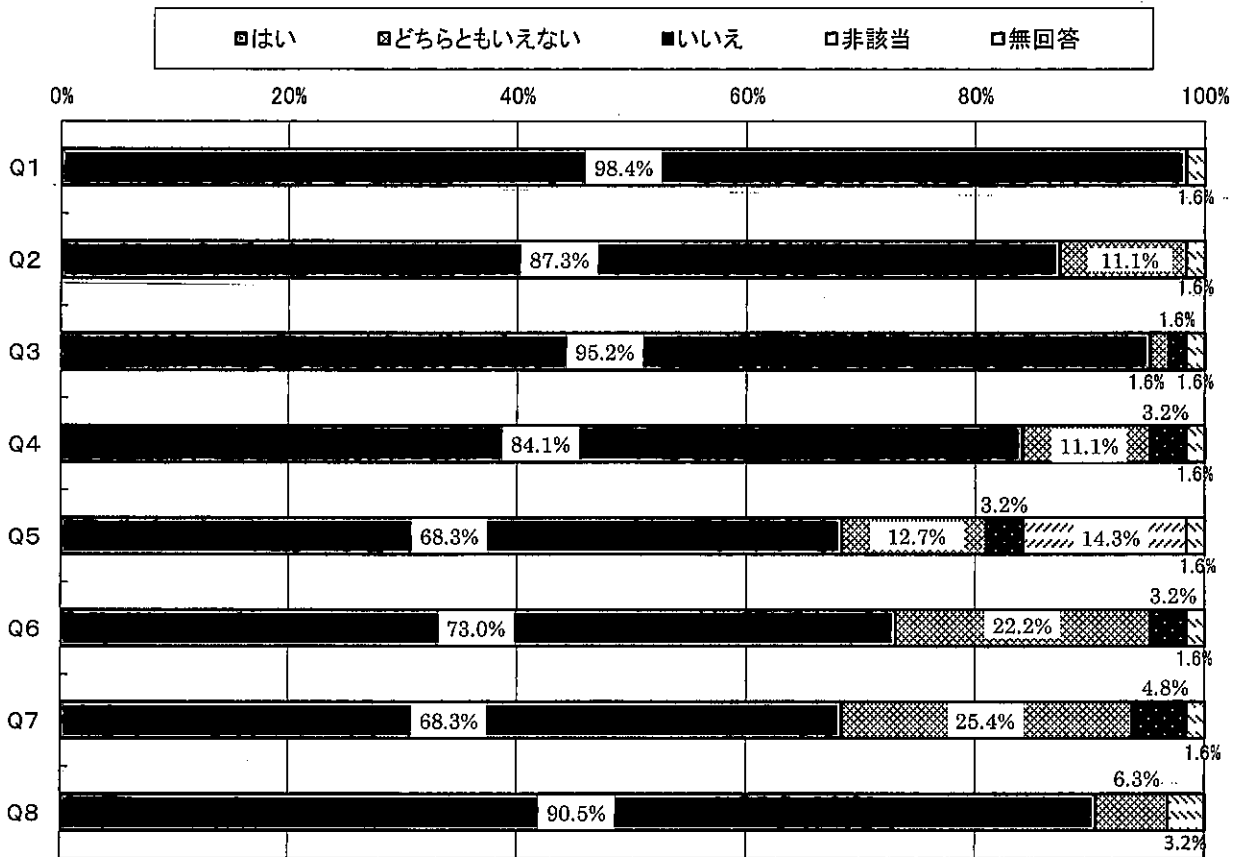 はい どちらともいえない いいえ 非該当 無回答
0% 20% 40% 60% 80% 100%
Q1 98.4%
1.6%
Q2 87.3% 11.1%
1.6%
1.6%
Q3 95.2%
1.6% 1.6%
3.2%
Q4 84.1% 11.1%
1.6%
3.2%
Q5 68.3% 12.7% 14.3%
1.6%
3.2%
Q6 73.0% 22.2%
1.6%
4.8%
Q7 68.3% 25.4%
1.6%
6.3%
Q8 90.5%
3.2%